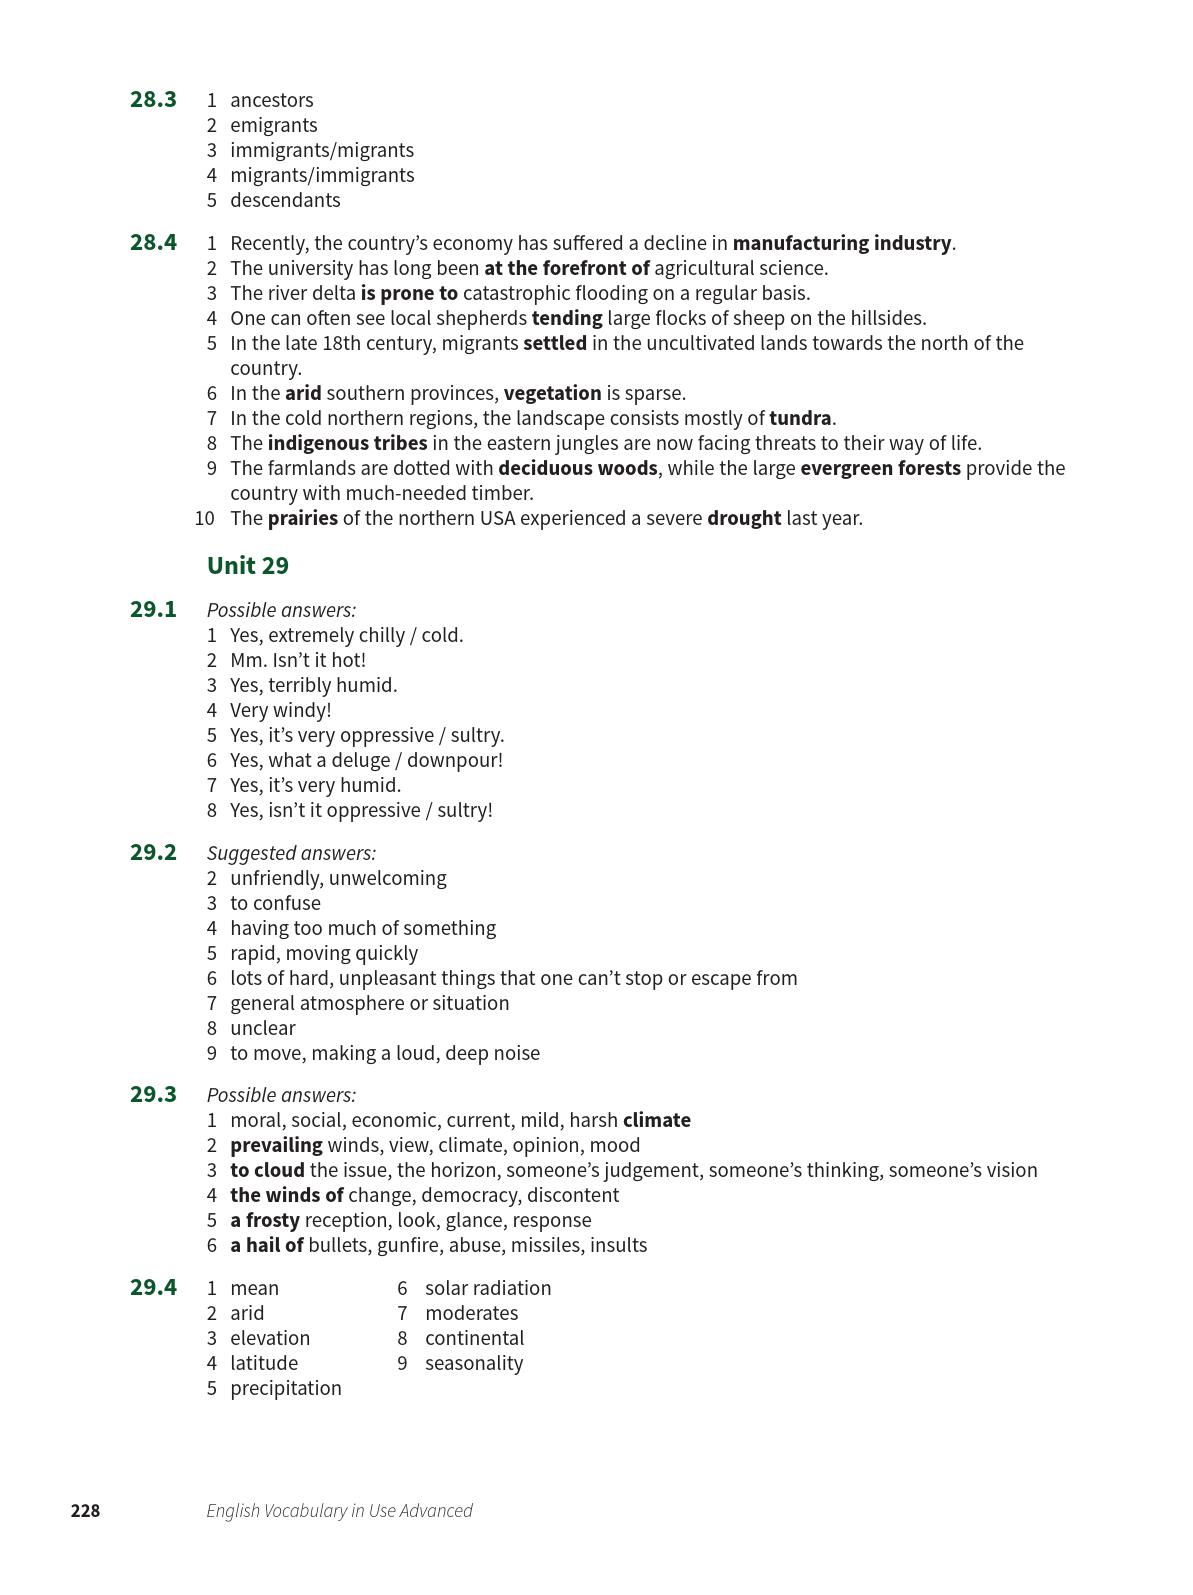 28.3 1 ancestors
2 emigrants
3 immigrants/migrants
4 migrants/immigrants
5 descendants
28.4 1 Recently, the country’s economy has suffered a decline in manufacturing industry.
2 The university has long been at the forefront of agricultural science.
3 The river delta is prone to catastrophic flooding on a regular basis.
4 One can often see local shepherds tending large flocks of sheep on the hillsides.
5 In the late 18th century, migrants settled in the uncultivated lands towards the north of the
country.
6 In the arid southern provinces, vegetation is sparse.
7 In the cold northern regions, the landscape consists mostly of tundra.
8 The indigenous tribes in the eastern jungles are now facing threats to their way of life.
9 The farmlands are dotted with deciduous woods, while the large evergreen forests provide the
country with much-needed timber.
10 The prairies of the northern USA experienced a severe drought last year.
Unit 29
29.1 Possible answers:
1 Yes, extremely chilly / cold.
2 Mm. Isn’t it hot!
3 Yes, terribly humid.
4 Very windy!
5 Yes, it’s very oppressive / sultry.
6 Yes, what a deluge / downpour!
7 Yes, it’s very humid.
8 Yes, isn’t it oppressive / sultry!
29.2 Suggested answers:
2 unfriendly, unwelcoming
3 to confuse
4 having too much of something
5 rapid, moving quickly
6 lots of hard, unpleasant things that one can’t stop or escape from
7 general atmosphere or situation
8 unclear
9 to move, making a loud, deep noise
29.3 Possible answers:
1 moral, social, economic, current, mild, harsh climate
2 prevailing winds, view, climate, opinion, mood
3 to cloud the issue, the horizon, someone’s judgement, someone’s thinking, someone’s vision
4 the winds of change, democracy, discontent
5 a frosty reception, look, glance, response
6 a hail of bullets, gunfire, abuse, missiles, insults
29.4 1 mean 6 solar radiation
2 arid 7 moderates
3 elevation 8 continental
4 latitude 9 seasonality
5 precipitation
228 English Vocabulary in Use Advanced